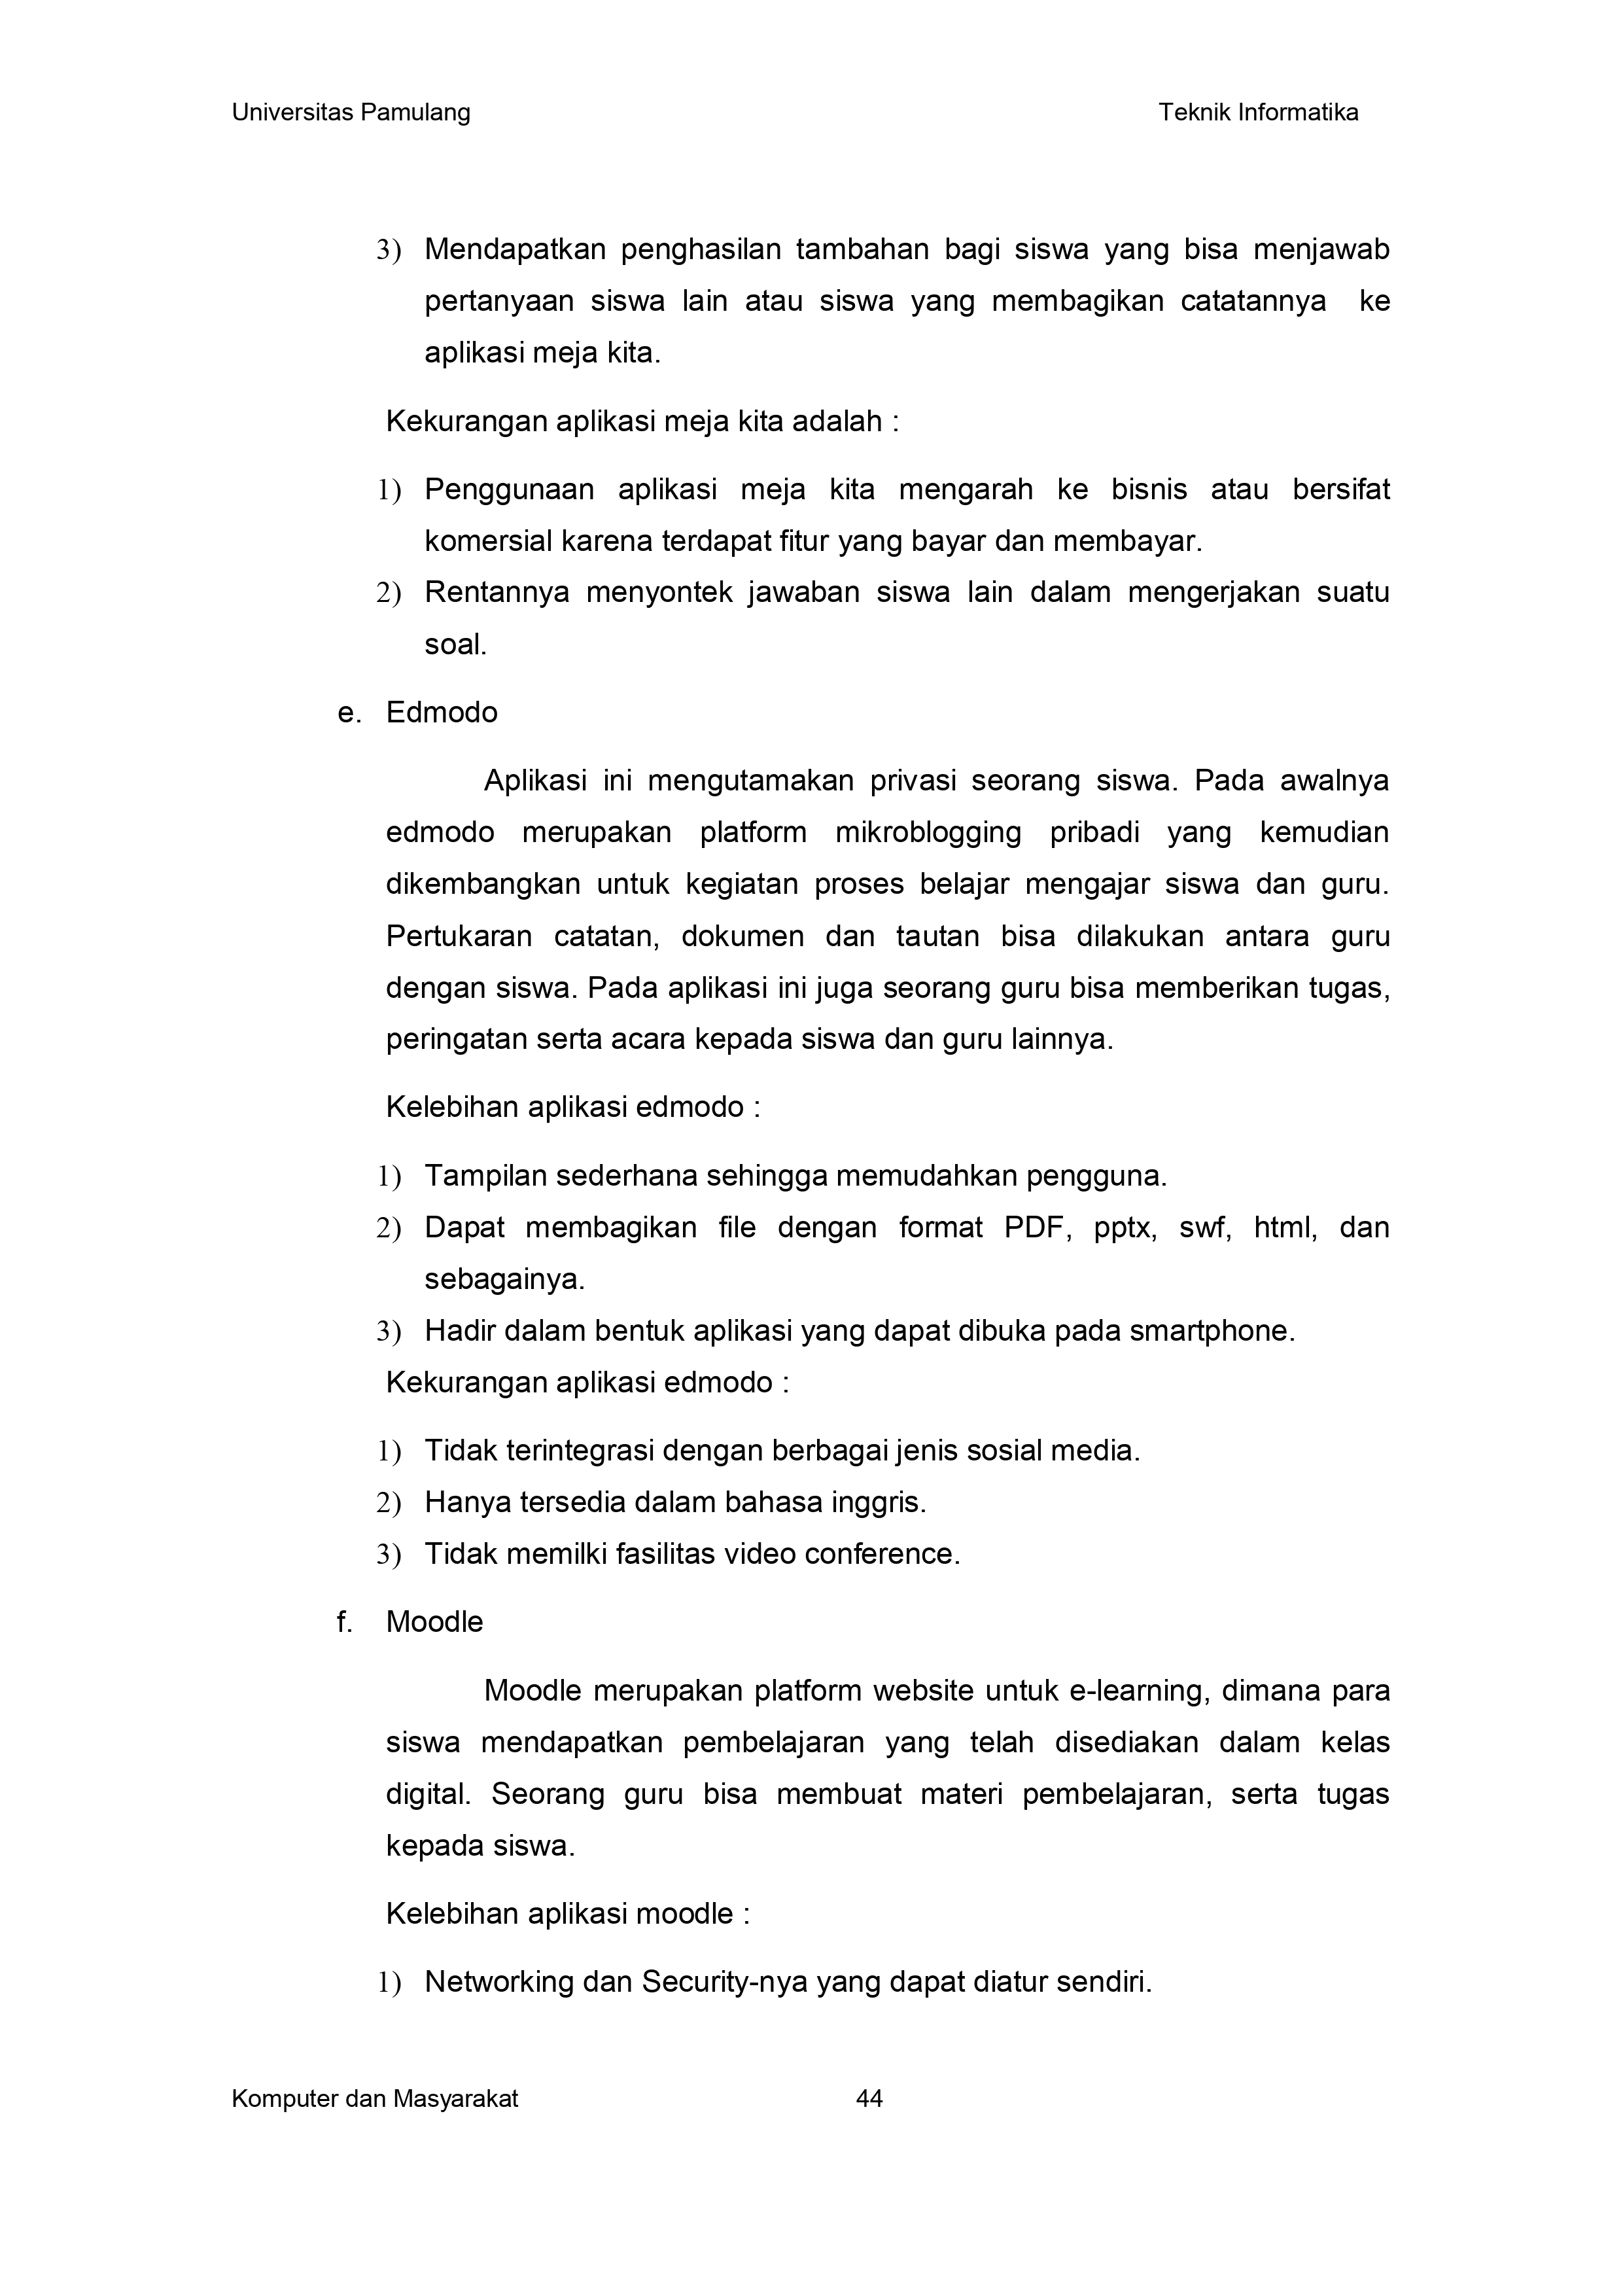 Universitas Pamulang Teknik Informatika
3) Mendapatkan penghasilan tambahan bagi siswa yang bisa menjawab
pertanyaan siswa lain atau siswa yang membagikan catatannya ke
aplikasi meja kita.
Kekurangan aplikasi meja kita adalah :
1) Penggunaan aplikasi meja kita mengarah ke bisnis atau bersifat
komersial karena terdapat fitur yang bayar dan membayar.
2) Rentannya menyontek jawaban siswa lain dalam mengerjakan suatu
soal.
e. Edmodo
Aplikasi ini mengutamakan privasi seorang siswa. Pada awalnya
edmodo merupakan platform mikroblogging pribadi yang kemudian
dikembangkan untuk kegiatan proses belajar mengajar siswa dan guru.
Pertukaran catatan, dokumen dan tautan bisa dilakukan antara guru
dengan siswa. Pada aplikasi ini juga seorang guru bisa memberikan tugas,
peringatan serta acara kepada siswa dan guru lainnya.
Kelebihan aplikasi edmodo :
1) Tampilan sederhana sehingga memudahkan pengguna.
2) Dapat membagikan file dengan format PDF, pptx, swf, html, dan
sebagainya.
3) Hadir dalam bentuk aplikasi yang dapat dibuka pada smartphone.
Kekurangan aplikasi edmodo :
1) Tidak terintegrasi dengan berbagai jenis sosial media.
2) Hanya tersedia dalam bahasa inggris.
3) Tidak memilki fasilitas video conference.
f. Moodle
Moodle merupakan platform website untuk e-learning, dimana para
siswa mendapatkan pembelajaran yang telah disediakan dalam kelas
digital. Seorang guru bisa membuat materi pembelajaran, serta tugas
kepada siswa.
Kelebihan aplikasi moodle :
1) Networking dan Security-nya yang dapat diatur sendiri.
Komputer dan Masyarakat 44